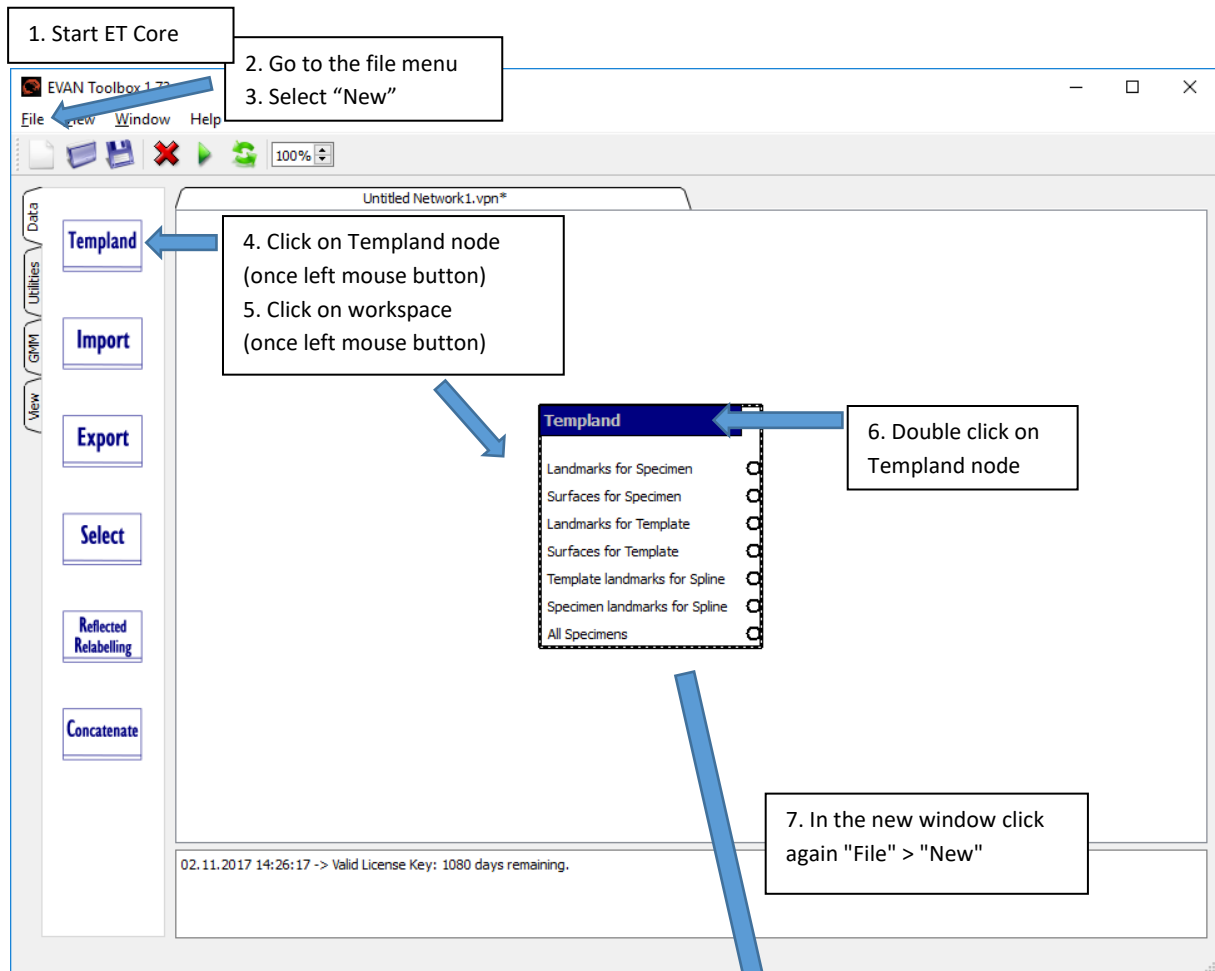 1. Start ET Core
2. Go to the file menu
3. Select “New”
EVAN Toolbox 1.72
File View Window Help
100%
Data
Utilities
GMM
View
Templand
Import
Export
Select
Reflected
Relabelling
Concatenate
Untitled Network1.vpn*
4. Click on Templand node
(once left mouse button)
5. Click on workspace
(once left mouse button)
Templand
Landmarks for Specimen
Surfaces for Specimen
Landmarks for Template
Surfaces for Template
Template landmarks for Spline
Specimen landmarks for Spline
All Specimens
6. Double click on
Templand node
7. In the new window click
again "File" > "New"
02.11.2017 14:26:17 -> Valid License Key: 1080 days remaining.